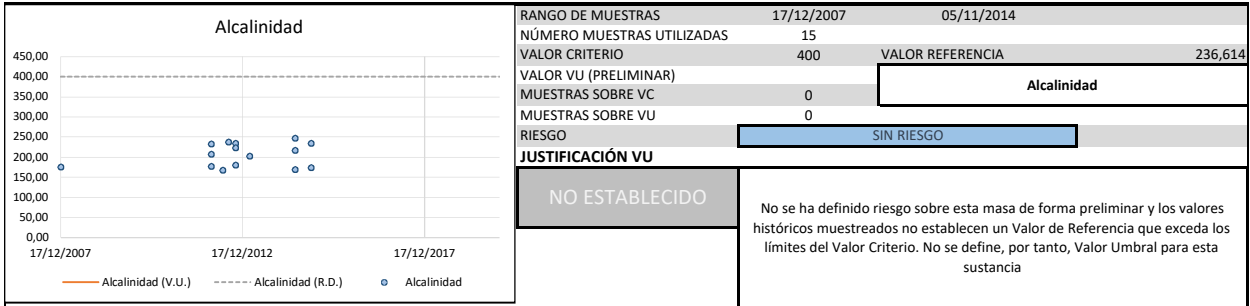 Alcalinidad
450,00
400,00
350,00
300,00
250,00
200,00
150,00
100,00
50,00
0,00
17/12/2007 17/12/2012 17/12/2017
Alcalinidad (V.U.) Alcalinidad (R.D.) Alcalinidad
RANGO DE MUESTRAS 17/12/2007 05/11/2014
NÚMERO MUESTRAS UTILIZADAS 15
VALOR CRITERIO 400 VALOR REFERENCIA 236,614
VALOR VU (PRELIMINAR)
Alcalinidad
MUESTRAS SOBRE VC 0
MUESTRAS SOBRE VU 0
RIESGO SIN RIESGO
JUSTIFICACIÓN VU
NO ESTABLECIDO
No se ha definido riesgo sobre esta masa de forma preliminar y los valores
históricos muestreados no establecen un Valor de Referencia que exceda los
límites del Valor Criterio. No se define, por tanto, Valor Umbral para esta
sustancia